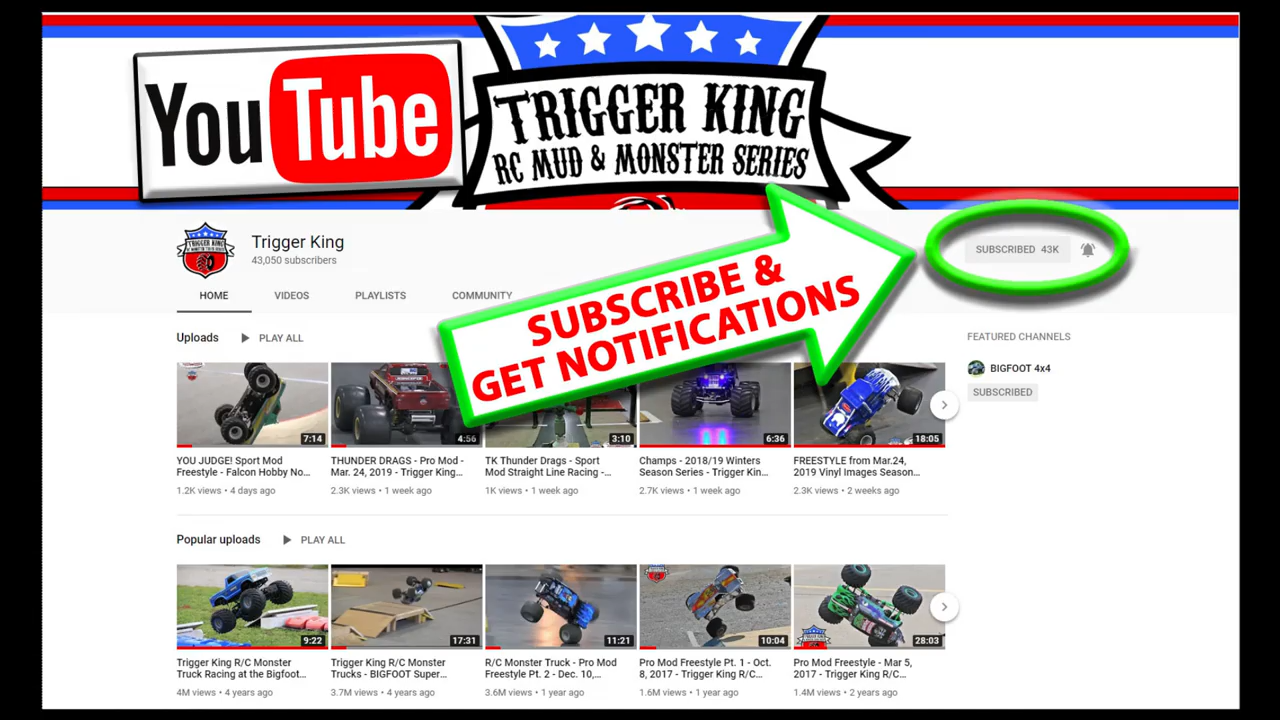 YouTube
TRIGGER KING
RC MUD & MONSTER SERIES
Trigger King
43,050 subscribers
SUBSCRIBED 43K
HOME
VIDEOS
PLAYLISTS
COMMUNITY
SUBSCRIBE &
GET NOTIFICATIONS
Uploads
PLAY ALL
FEATURED CHANNELS
BIGFOOT 4x4
SUBSCRIBED
7:14
4:56
3:10
6:36
18:05
YOU JUDGE! Sport Mod
Freestyle - Falcon Hobby No...
1.2K views • 4 days ago
THUNDER DRAGS - Pro Mod -
Mar. 24, 2019 - Trigger King...
2.3K views • 1 week ago
TK Thunder Drags - Sport
Mod Straight Line Racing -...
1K views • 1 week ago
Champs - 2018/19 Winters
Season Series - Trigger Kin...
2.7K views • 1 week ago
FREESTYLE from Mar.24,
2019 Vinyl Images Season...
2.3K views • 2 weeks ago
Popular uploads
PLAY ALL
9:22
17:31
11:21
10:04
28:03
Trigger King R/C Monster
Truck Racing at the Bigfoot...
4M views • 4 years ago
Trigger King R/C Monster
Trucks - BIGFOOT Super...
3.7M views • 4 years ago
R/C Monster Truck - Pro Mod
Freestyle Pt. 2 - Dec. 10,...
3.6M views • 1 year ago
Pro Mod Freestyle Pt. 1 - Oct.
8, 2017 - Trigger King R/C...
1.6M views • 1 year ago
Pro Mod Freestyle - Mar 5,
2017 - Trigger King R/C...
1.4M views • 2 years ago